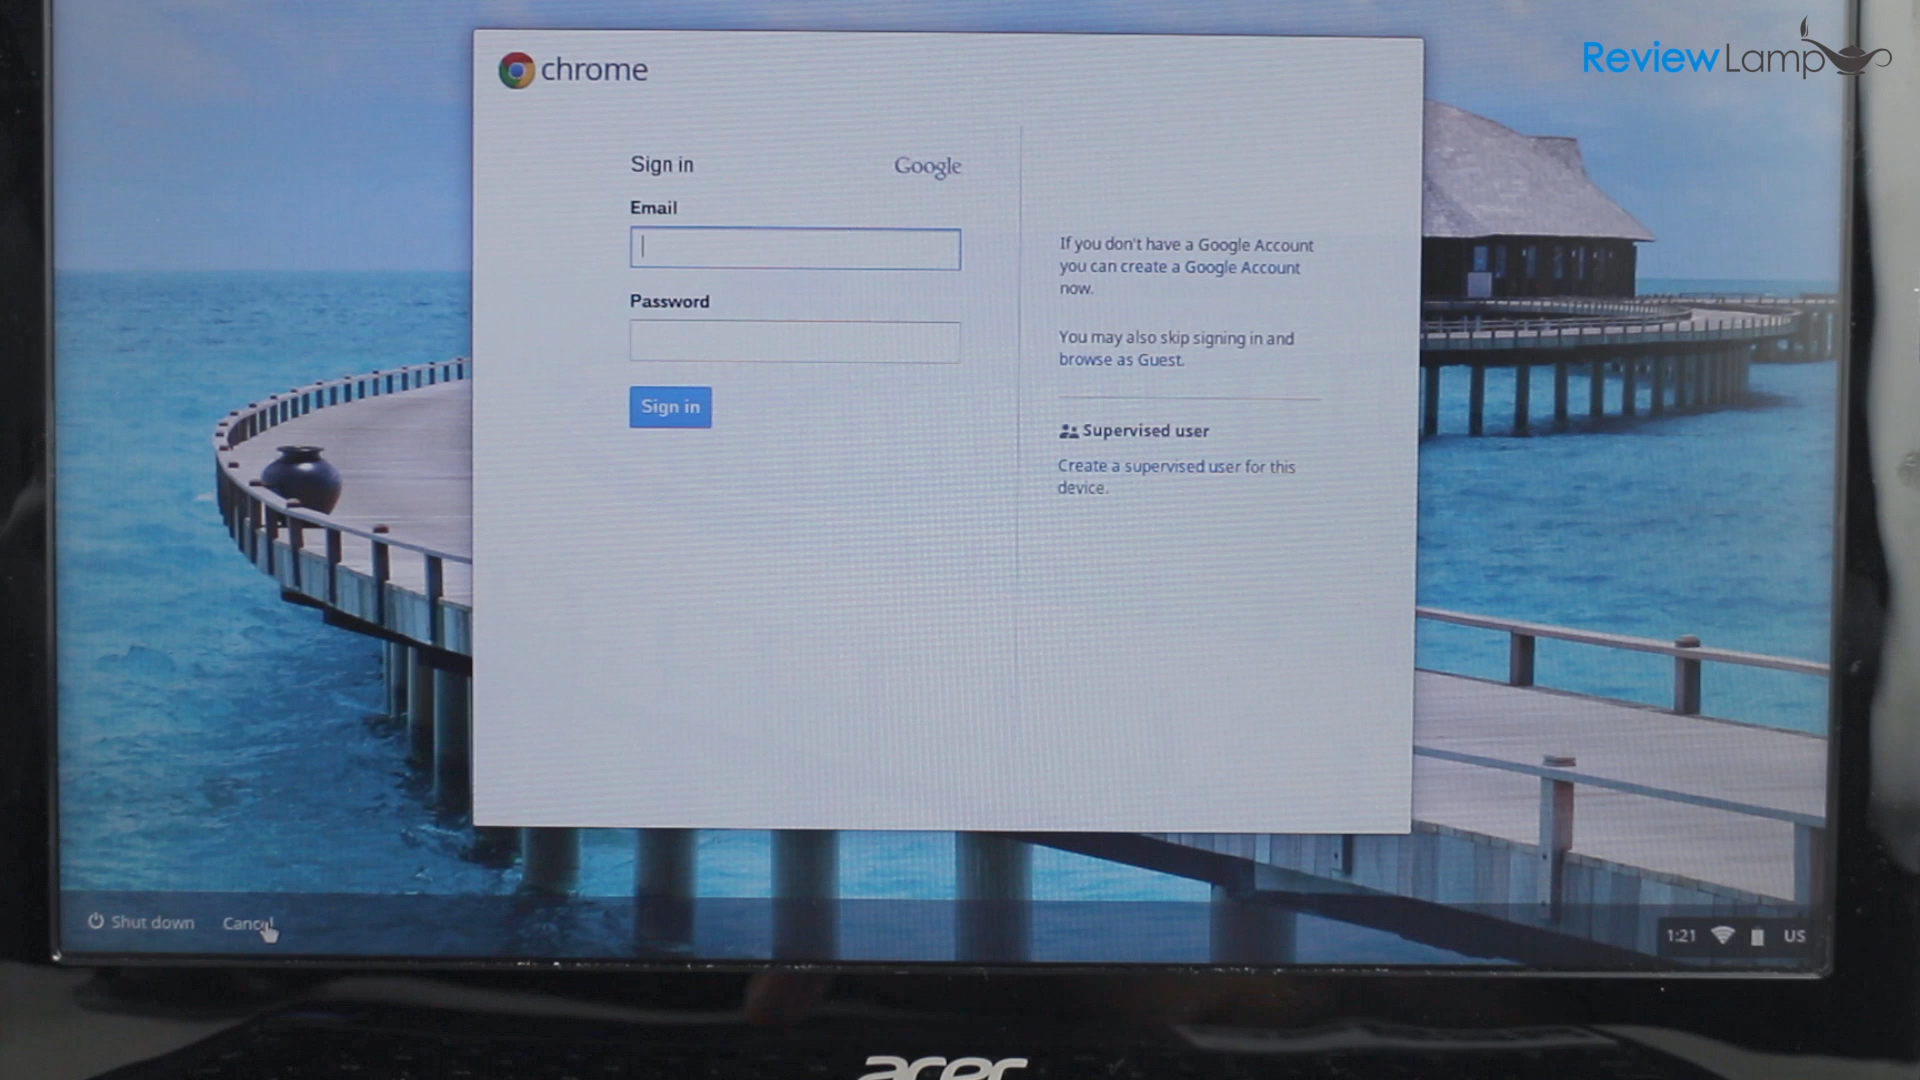 ReviewLamp
chrome
Sign in
Google
Email
Password
Sign in
If you don't have a Google Account
you can create a Google Account
now.
You may also skip signing in and
browse as Guest.
Supervised user
Create a supervised user for this
device.
Shut down
Cancel
1:21
US
acer